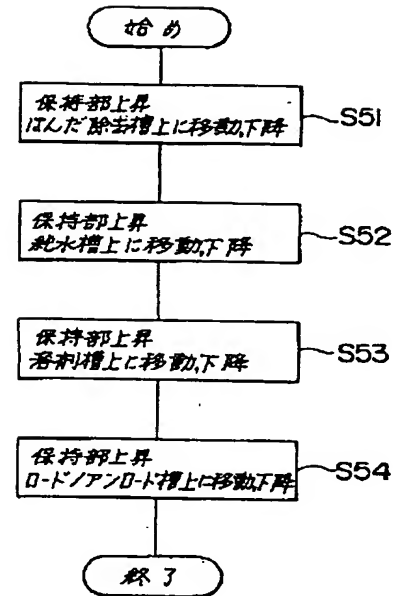 始め
保持部上昇
はんだ除去槽上に移動,下降
S51
保持部上昇
純水槽上に移動,下降
S52
保持部上昇
溶剤槽上に移動,下降
S53
保持部上昇
ロード/アンロード槽上に移動,下降
S54
終了